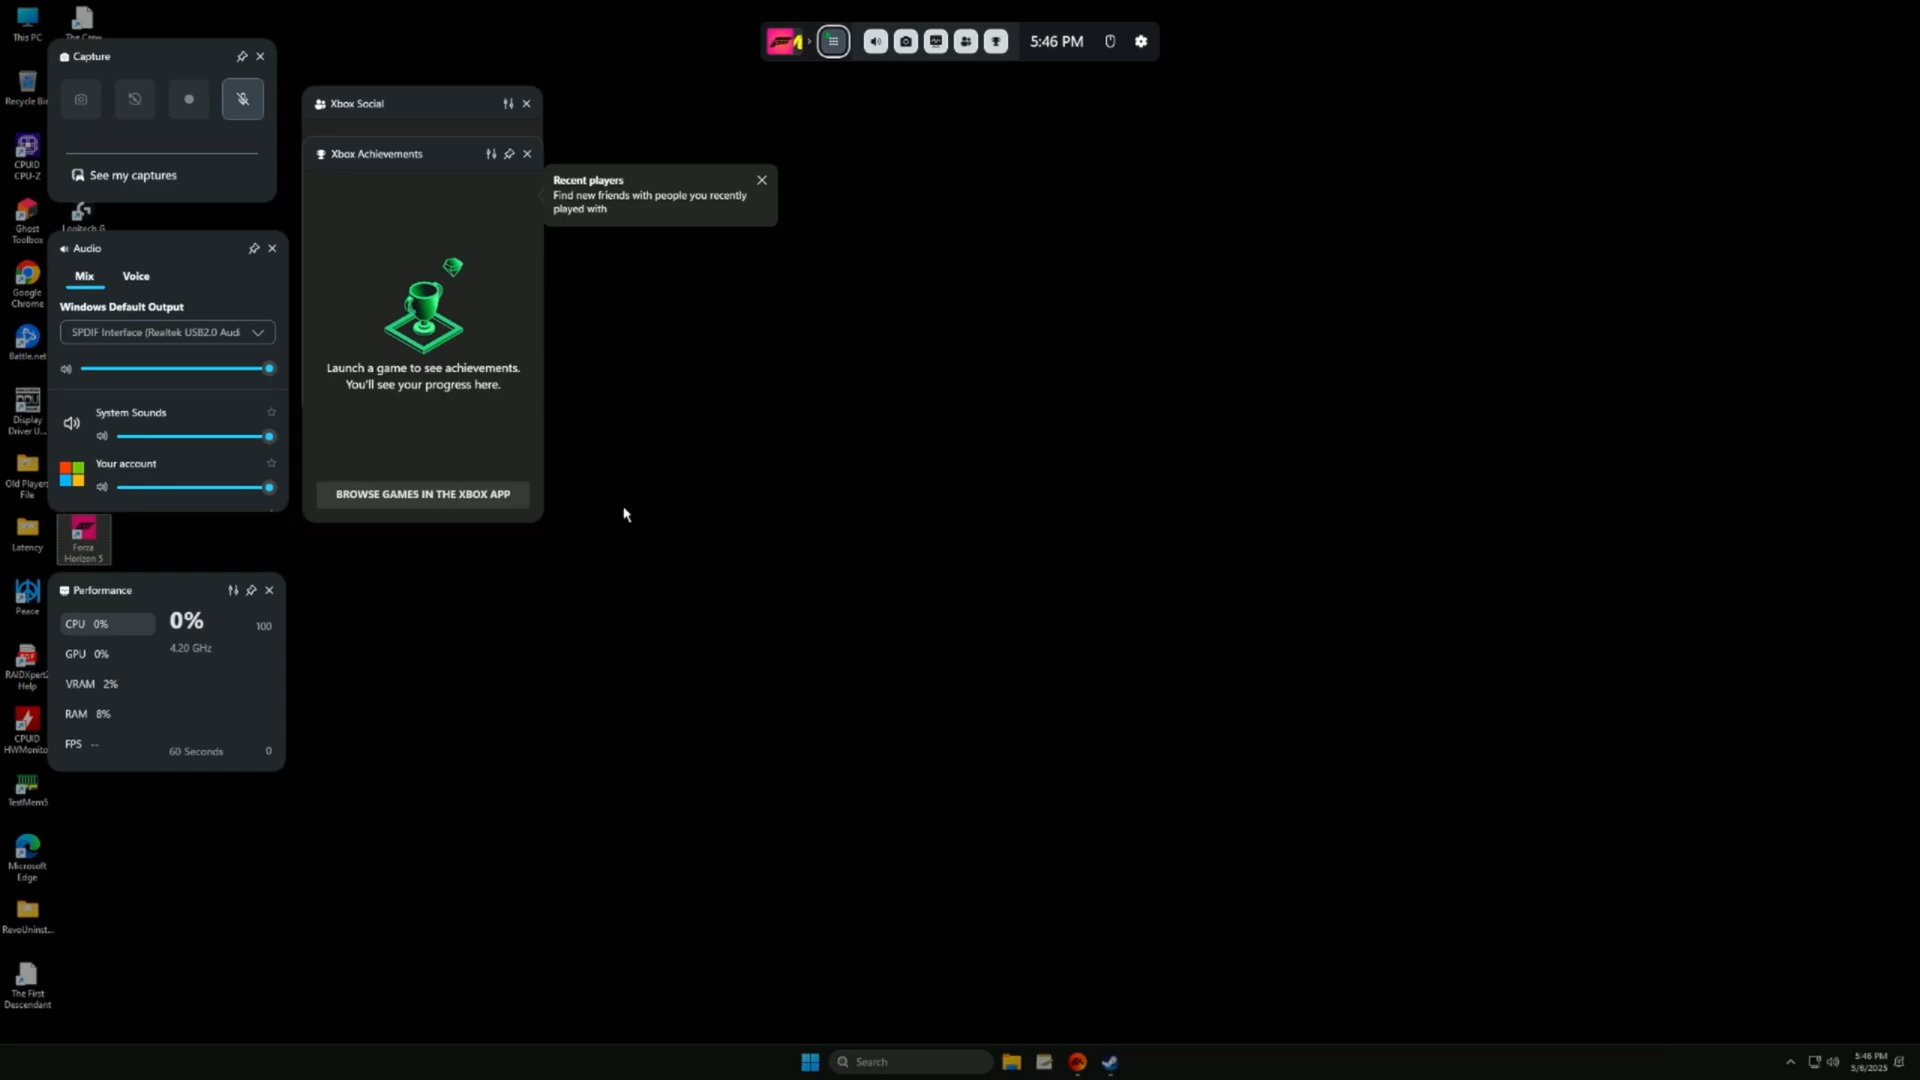 This PC
The Crew
Recycle Bin
CPUID
CPU-Z
Ghost
Toolbox
Logitech G
Google
Chrome
Battle.net
Display
Driver U...
Old Player
File
Latency
Forza
Horizon 5
Peace
RAIDXpert2
Help
CPUID
HWMonito
TestMem5
Microsoft
Edge
RevoUninst...
The First
Descendant
Capture
See my captures
Audio
Mix
Voice
Windows Default Output
SPDIF Interface (Realtek USB2.0 Audi
System Sounds
Your account
Performance
CPU 0%
0%
100
4.20 GHz
GPU 0%
VRAM 2%
RAM 8%
FPS --
60 Seconds
0
Xbox Social
Xbox Achievements
Launch a game to see achievements.
You'll see your progress here.
BROWSE GAMES IN THE XBOX APP
Recent players
Find new friends with people you recently
played with
5:46 PM
Search
5:46 PM
5/6/2025